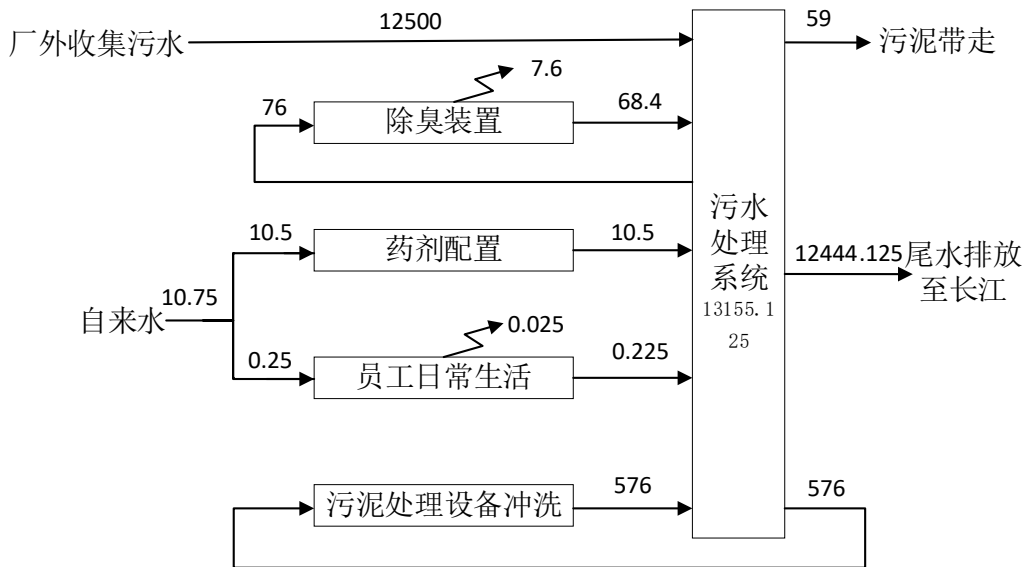 12500
59
厂外收集污水
污泥带走
7.6
76
除臭装置
68.4
污水
处理
系统
13155.1
25
10.5
药剂配置
10.5
12444.125
尾水排放
至长江
10.75
自来水
0.025
0.25
员工日常生活
0.225
污泥处理设备冲洗
576
576